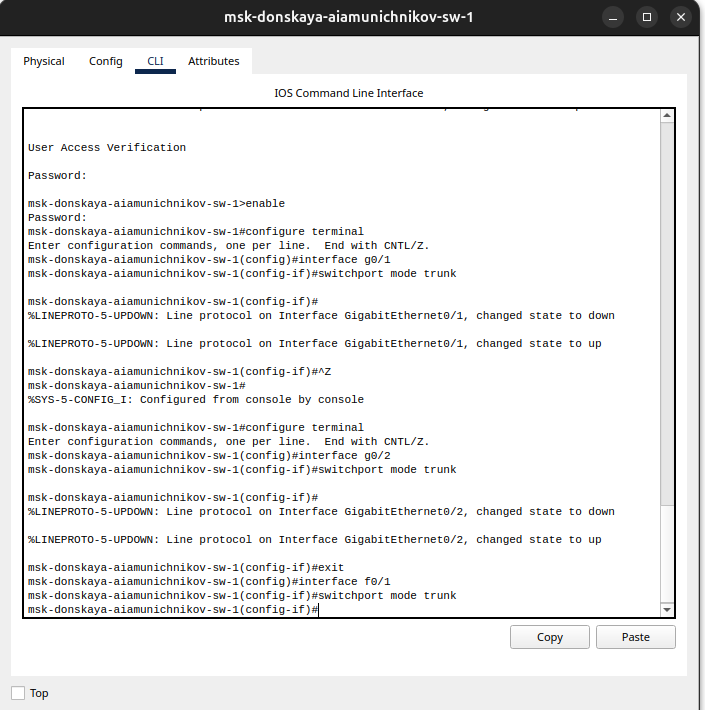 msk-donskaya-aiamunichnikov-sw-1
Physical Config CLI Attributes
IOS Command Line Interface
User Access Verification
Password:
msk-donskaya-aiamunichnikov-sw-1>enable
Password:
msk-donskaya-aiamunichnikov-sw-1#configure terminal
Enter configuration commands, one per line.  End with CNTL/Z.
msk-donskaya-aiamunichnikov-sw-1(config)#interface g0/1
msk-donskaya-aiamunichnikov-sw-1(config-if)#switchport mode trunk
msk-donskaya-aiamunichnikov-sw-1(config-if)#
%LINEPROTO-5-UPDOWN: Line protocol on Interface GigabitEthernet0/1, changed state to down
%LINEPROTO-5-UPDOWN: Line protocol on Interface GigabitEthernet0/1, changed state to up
msk-donskaya-aiamunichnikov-sw-1(config-if)#^Z
msk-donskaya-aiamunichnikov-sw-1#
%SYS-5-CONFIG_I: Configured from console by console
msk-donskaya-aiamunichnikov-sw-1#configure terminal
Enter configuration commands, one per line.  End with CNTL/Z.
msk-donskaya-aiamunichnikov-sw-1(config)#interface g0/2
msk-donskaya-aiamunichnikov-sw-1(config-if)#switchport mode trunk
msk-donskaya-aiamunichnikov-sw-1(config-if)#
%LINEPROTO-5-UPDOWN: Line protocol on Interface GigabitEthernet0/2, changed state to down
%LINEPROTO-5-UPDOWN: Line protocol on Interface GigabitEthernet0/2, changed state to up
msk-donskaya-aiamunichnikov-sw-1(config-if)#exit
msk-donskaya-aiamunichnikov-sw-1(config)#interface f0/1
msk-donskaya-aiamunichnikov-sw-1(config-if)#switchport mode trunk
msk-donskaya-aiamunichnikov-sw-1(config-if)#
Copy Paste
Top